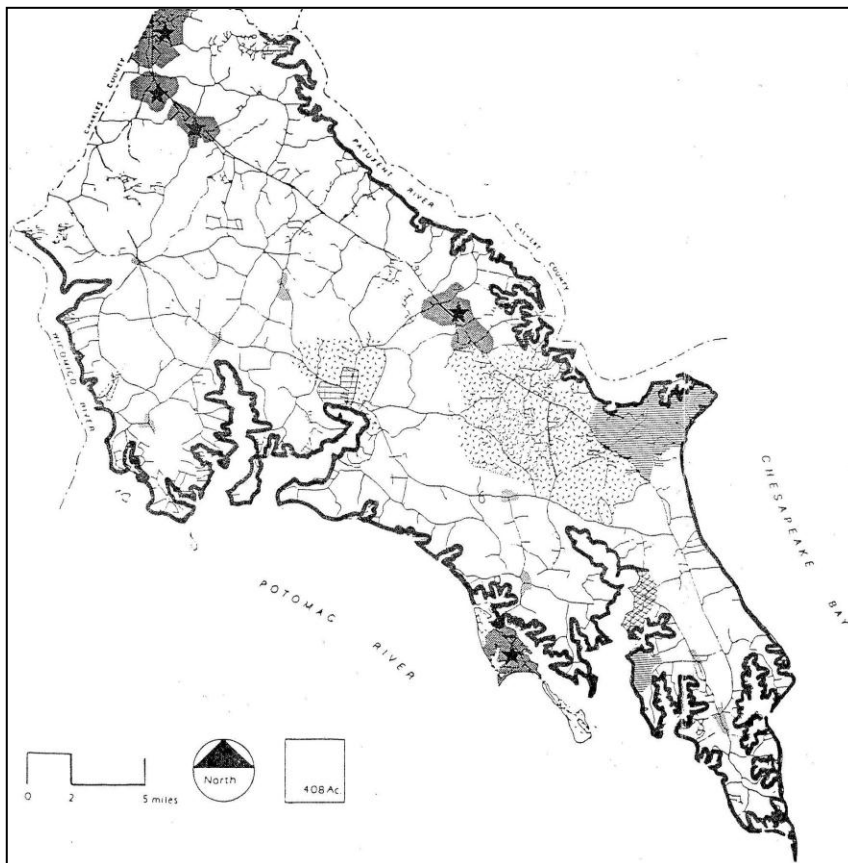 CHARLES COUNTY
PATUXENT RIVER
CALVERT COUNTY
WICOMICO RIVER
CHESAPEAKE BAY
POTOMAC RIVER
North
408 Ac.
0 2 5 miles